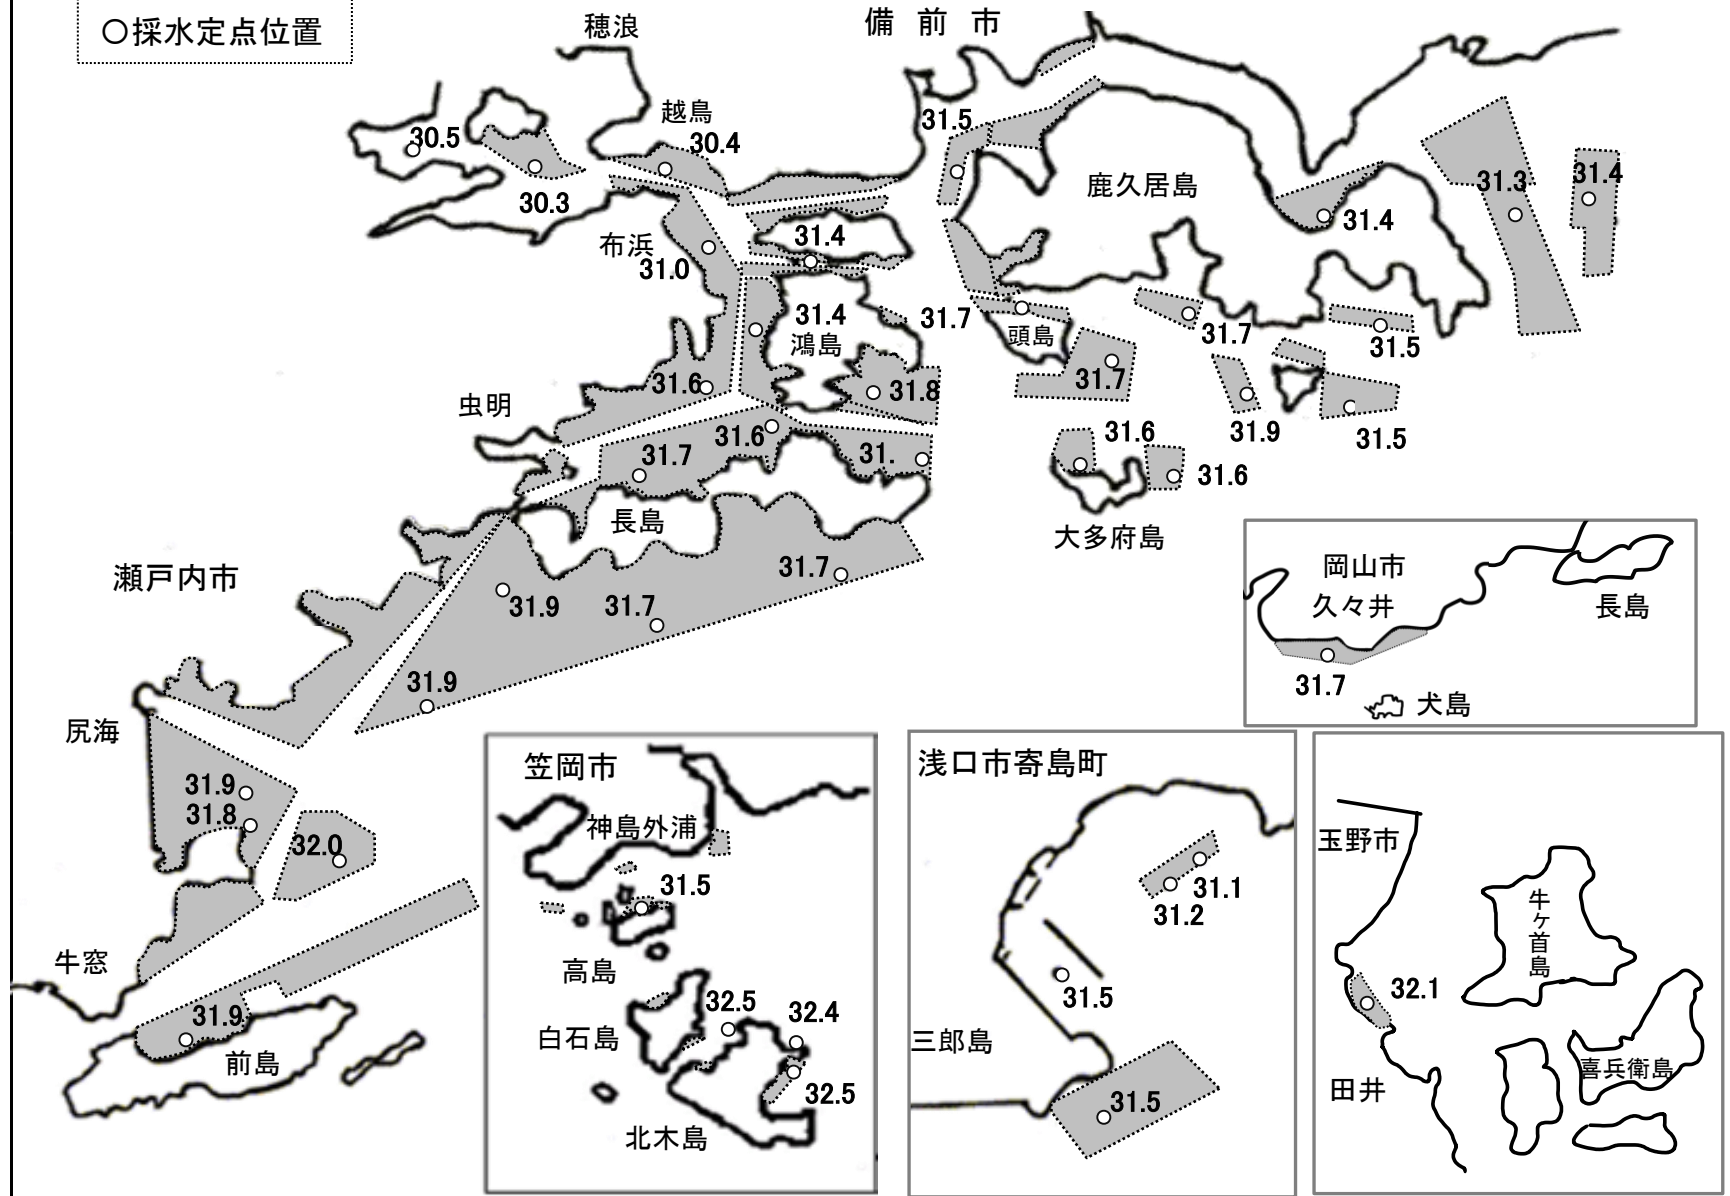 ○採水定点位置
穂浪
備前市
越島
30.5
30.4
31.5
30.3
鹿久居島
31.3
31.4
31.4
布浜
31.0
31.4
31.4
鴻島
31.7
頭島
31.7
31.5
31.6
31.8
31.7
虫明
31.6
31.7
31.
31.6
31.9
31.5
31.6
長島
大多府島
瀬戸内市
31.9
31.7
31.7
31.9
岡山市
久々井
長島
31.7
犬島
尻海
31.9
31.8
32.0
牛窓
31.9
前島
笠岡市
神島外浦
31.5
高島
32.5
32.4
白石島
32.5
北木島
浅口市寄島町
31.1
31.2
31.5
三郎島
31.5
玉野市
牛ヶ首島
32.1
喜兵衛島
田井